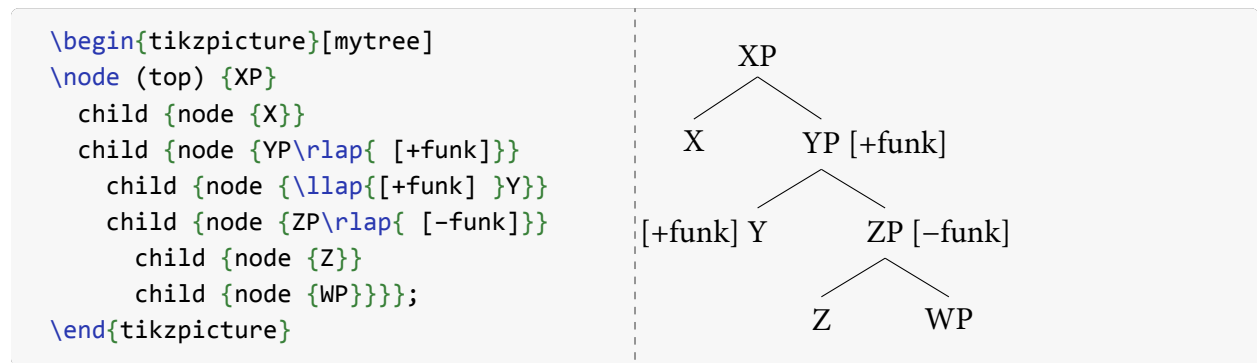 \begin{tikzpicture}[mytree]
\node (top) {XP}
  child {node {X}}
  child {node {YP\rlap{ [+funk]}}
    child {node {\llap{[+funk] }Y}}
    child {node {ZP\rlap{ [−funk]}}
      child {node {Z}}
      child {node {WP}}}};
\end{tikzpicture}
XP
X YP [+funk]
[+funk] Y ZP [−funk]
Z WP